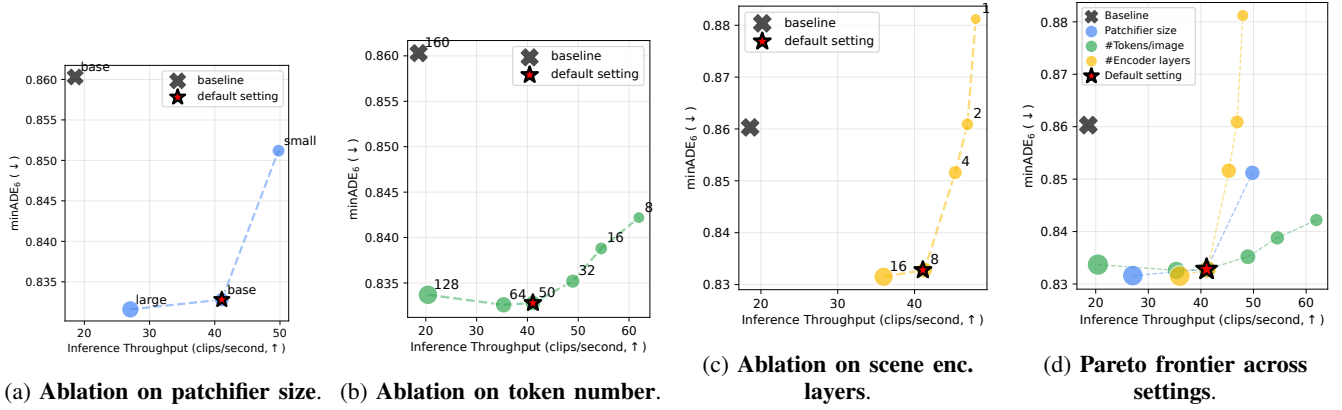 0.860
0.855
0.850
0.845
0.840
0.835
minADE₆ (↓)
base
baseline
default setting
small
large
base
20
30
40
50
Inference Throughput (clips/second, ↑)
(a) Ablation on patchifier size.
0.860
0.855
0.850
0.845
0.840
0.835
minADE₆ (↓)
160
baseline
default setting
8
16
32
128
64
50
20
30
40
50
60
Inference Throughput (clips/second, ↑)
(b) Ablation on token number.
0.88
0.87
0.86
0.85
0.84
0.83
minADE₆ (↓)
baseline
default setting
1
2
4
16
8
20
30
40
Inference Throughput (clips/second, ↑)
(c) Ablation on scene enc.
layers.
0.88
0.87
0.86
0.85
0.84
0.83
minADE₆ (↓)
Baseline
Patchifier size
#Tokens/image
#Encoder layers
Default setting
20
30
40
50
60
Inference Throughput (clips/second, ↑)
(d) Pareto frontier across
settings.